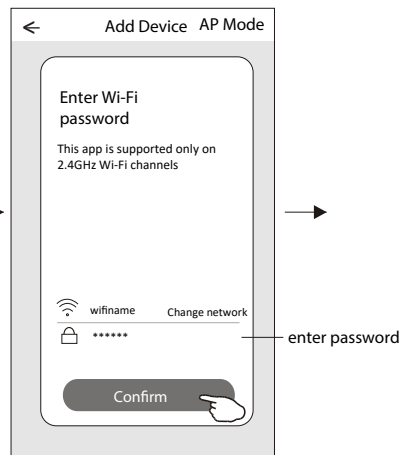 Add Device AP Mode
Enter Wi-Fi
password
This app is supported only on
2.4GHz Wi-Fi channels
wifiname Change network
******
enter password
Confirm